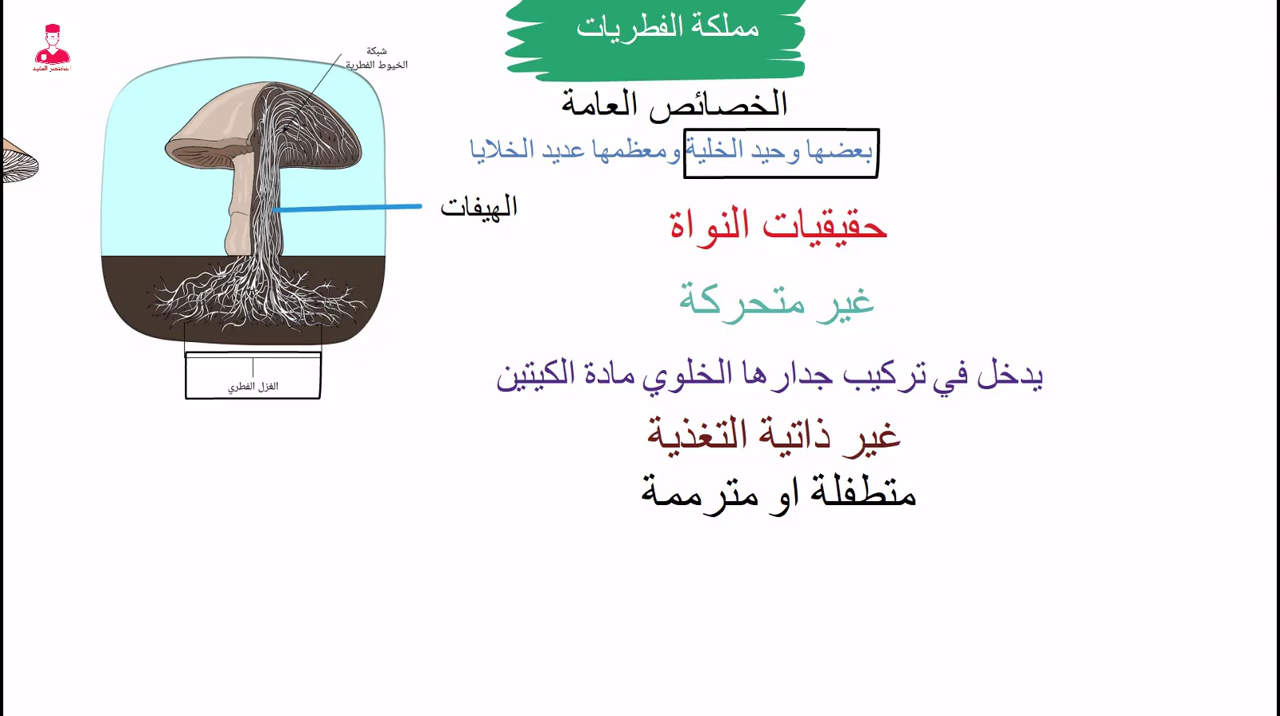 مملكة الفطريات
الخصائص العامة
بعضها وحيد الخلية ومعظمها عديد الخلايا
حقيقيات النواة
غير متحركة
يدخل في تركيب جدارها الخلوي مادة الكيتين
غير ذاتية التغذية
متطفلة او مترممة
شبكة
الخيوط الفطرية
الهيفات
الغزل الفطري